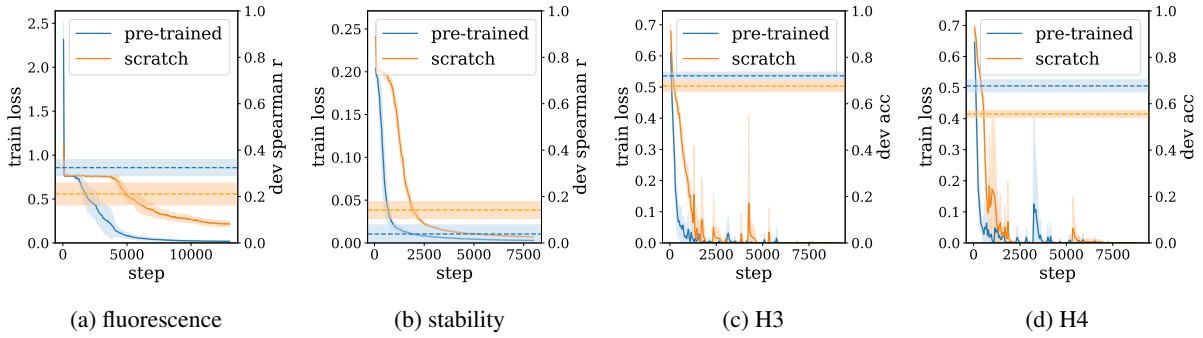 2.5
2.0
1.5
1.0
0.5
0.0
train loss
0
5000
10000
step
1.0
0.8
0.6
0.4
0.2
0.0
dev spearman r
pre-trained
scratch
(a) fluorescence
0.25
0.20
0.15
0.10
0.05
0.00
train loss
0
2500
5000
7500
step
1.0
0.8
0.6
0.4
0.2
0.0
dev spearman r
pre-trained
scratch
(b) stability
0.7
0.6
0.5
0.4
0.3
0.2
0.1
0.0
train loss
0
2500
5000
7500
step
1.0
0.8
0.6
0.4
0.2
0.0
dev acc
pre-trained
scratch
(c) H3
0.7
0.6
0.5
0.4
0.3
0.2
0.1
0.0
train loss
0
2500
5000
7500
step
1.0
0.8
0.6
0.4
0.2
0.0
dev acc
pre-trained
scratch
(d) H4